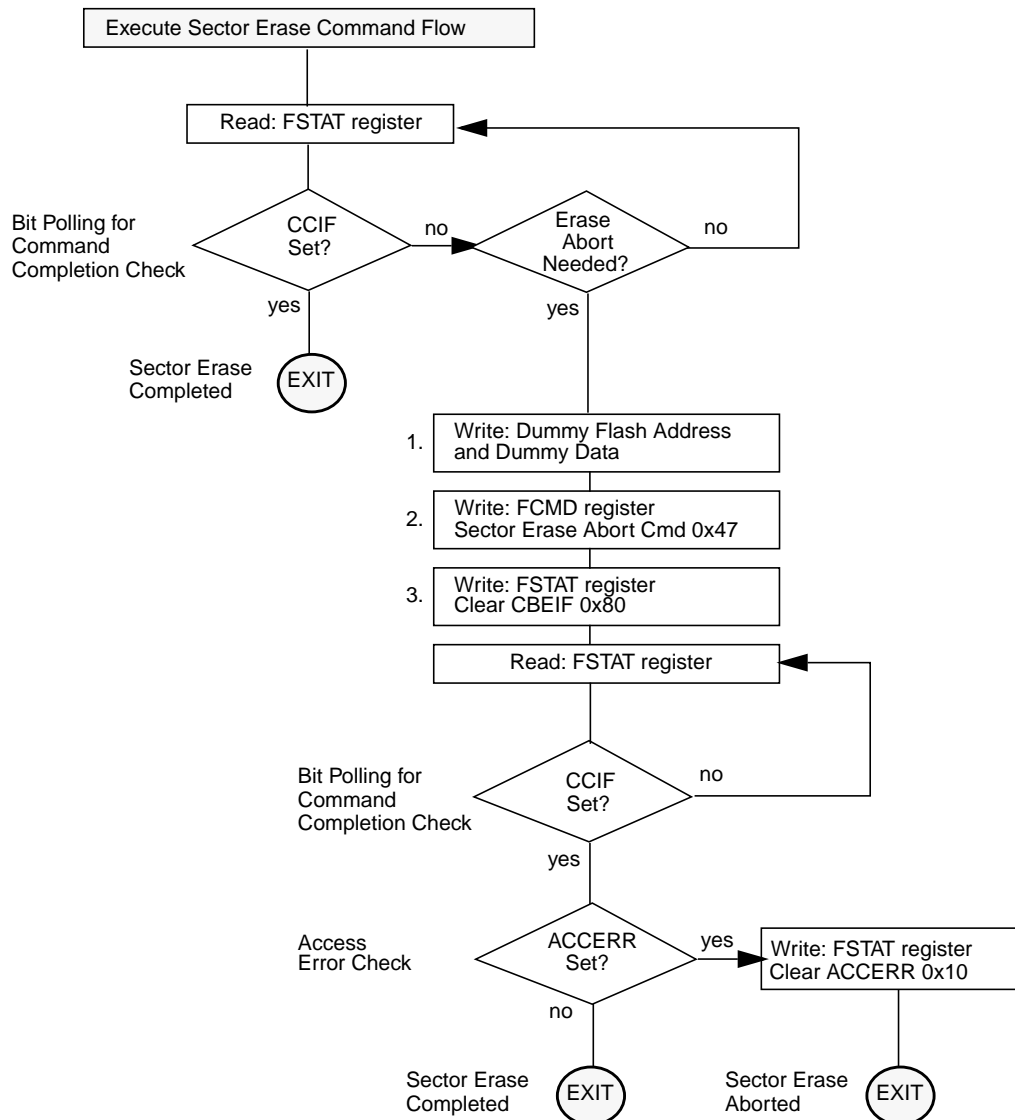 Execute Sector Erase Command Flow
Read: FSTAT register
Bit Polling for
Command
Completion Check
CCIF
Set?
no
Erase
Abort
Needed?
no
yes
yes
Sector Erase
Completed
EXIT
1.
Write: Dummy Flash Address
and Dummy Data
2.
Write: FCMD register
Sector Erase Abort Cmd 0x47
3.
Write: FSTAT register
Clear CBEIF 0x80
Read: FSTAT register
Bit Polling for
Command
Completion Check
CCIF
Set?
no
yes
Access
Error Check
ACCERR
Set?
yes
Write: FSTAT register
Clear ACCERR 0x10
no
Sector Erase
Completed
EXIT
Sector Erase
Aborted
EXIT